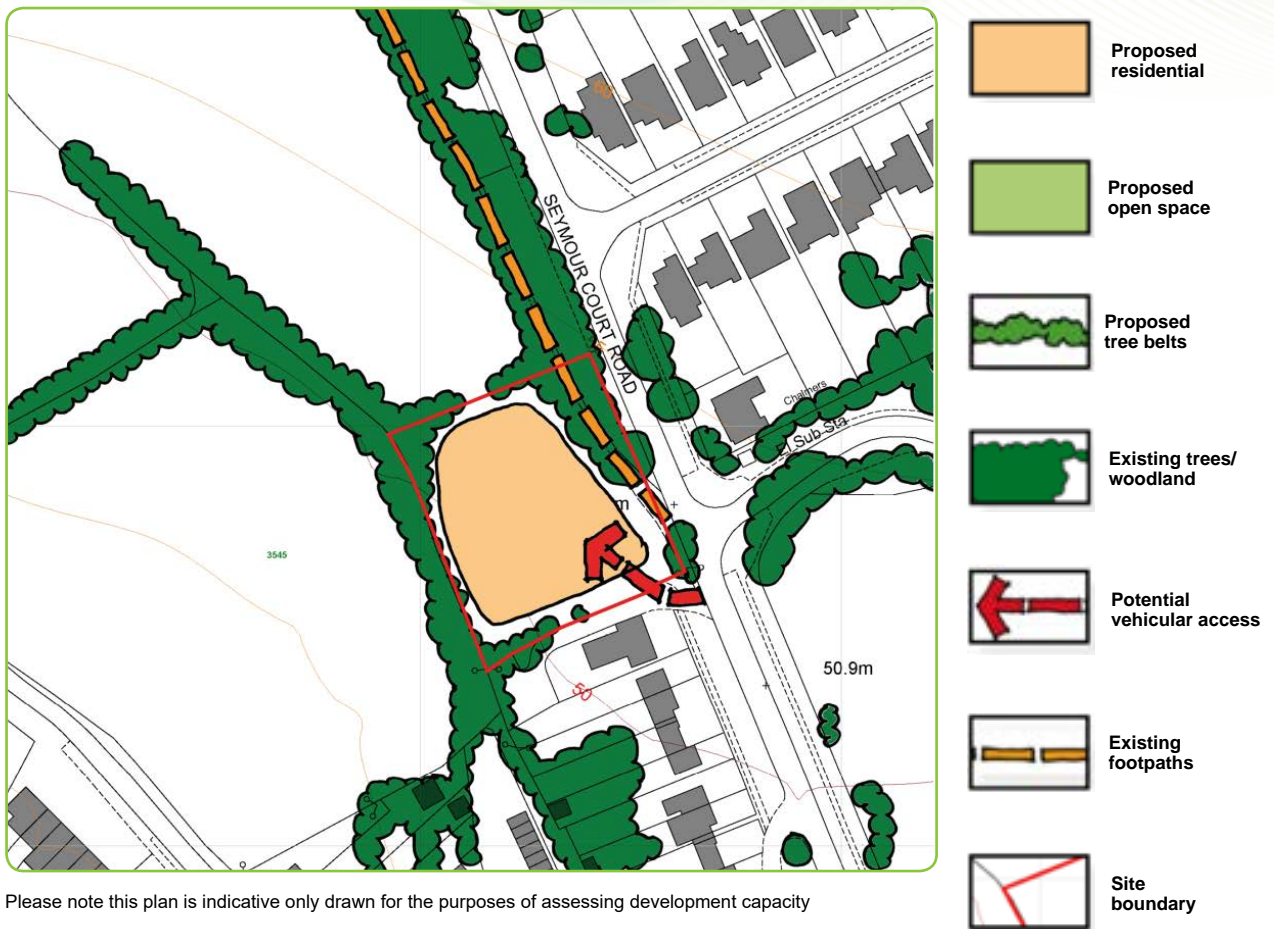 60
SEYMOUR COURT ROAD
Chalmers
El Sub Sta
m
3545
50.9m
50
Proposed
residential
Proposed
open space
Proposed
tree belts
Existing trees/
woodland
Potential
vehicular access
Existing
footpaths
Site
boundary
Please note this plan is indicative only drawn for the purposes of assessing development capacity